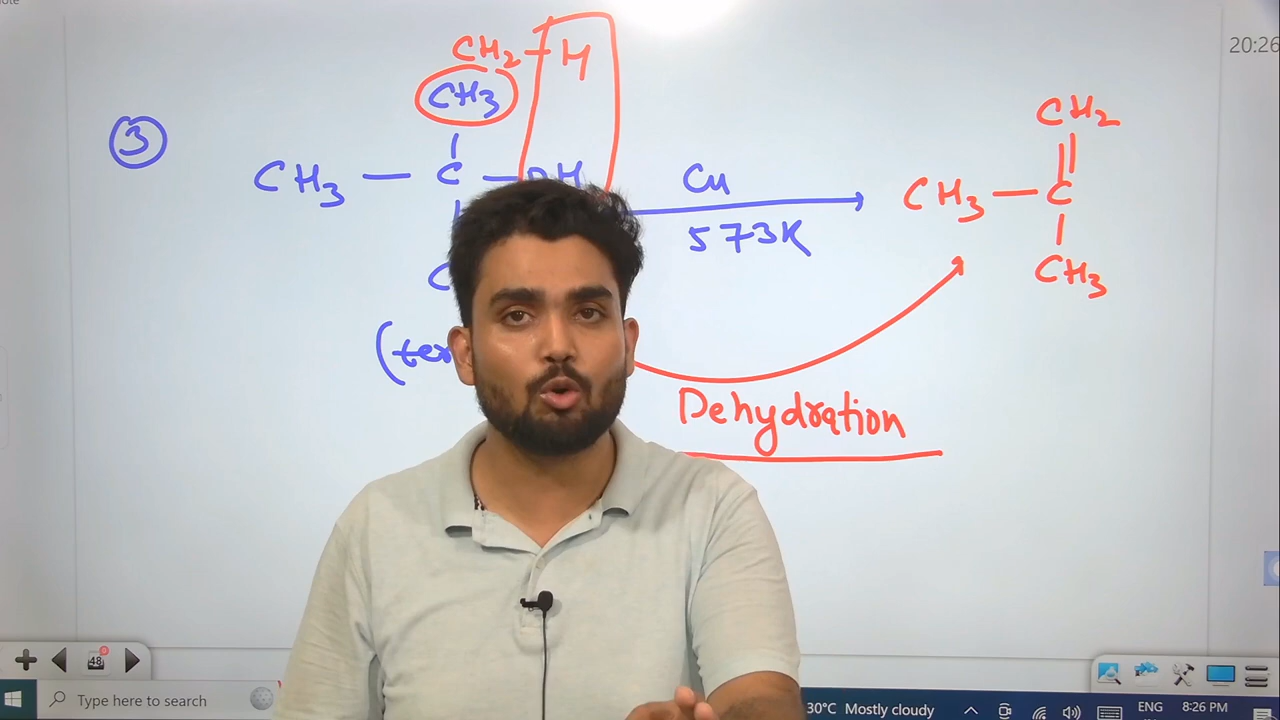 20:26
CH2 — H
CH3
3
CH3 — C — OH
Cu
573K
CH2
CH3 — C
CH3
Dehydration
48
Type here to search
30°C Mostly cloudy
ENG
8:26 PM